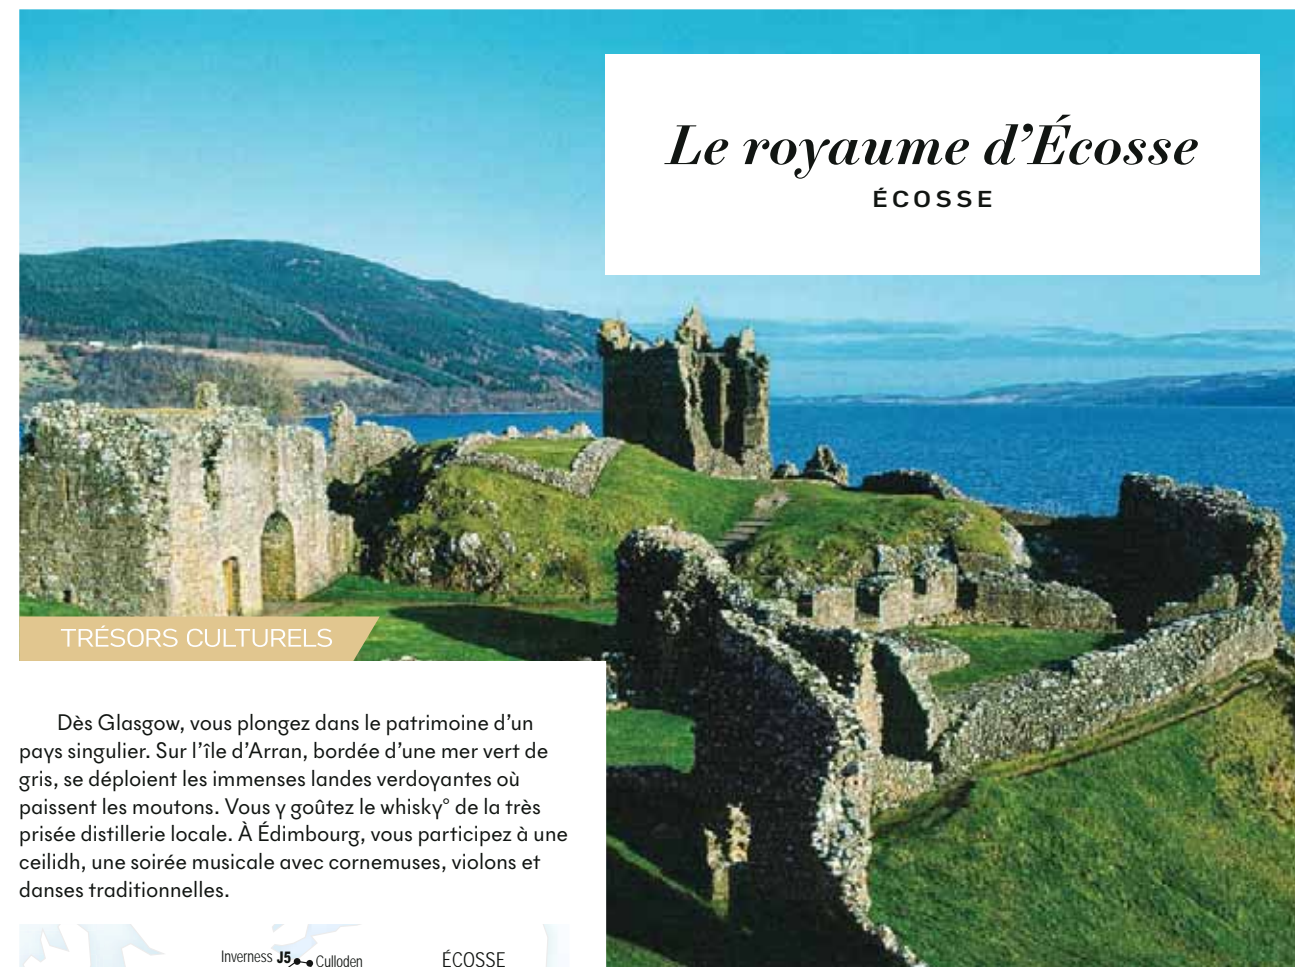 Le royaume d’Écosse
ÉCOSSE
TRÉSORS CULTURELS
Dès Glasgow, vous plongez dans le patrimoine d’un
pays singulier. Sur l’île d’Arran, bordée d’une mer vert de
gris, se déploient les immenses landes verdoyantes où
paissent les moutons. Vous y goûtez le whisky° de la très
prisée distillerie locale. À Édimbourg, vous participez à une
ceilidh, une soirée musicale avec cornemuses, violons et
danses traditionnelles.
Inverness J5 Culloden ÉCOSSE